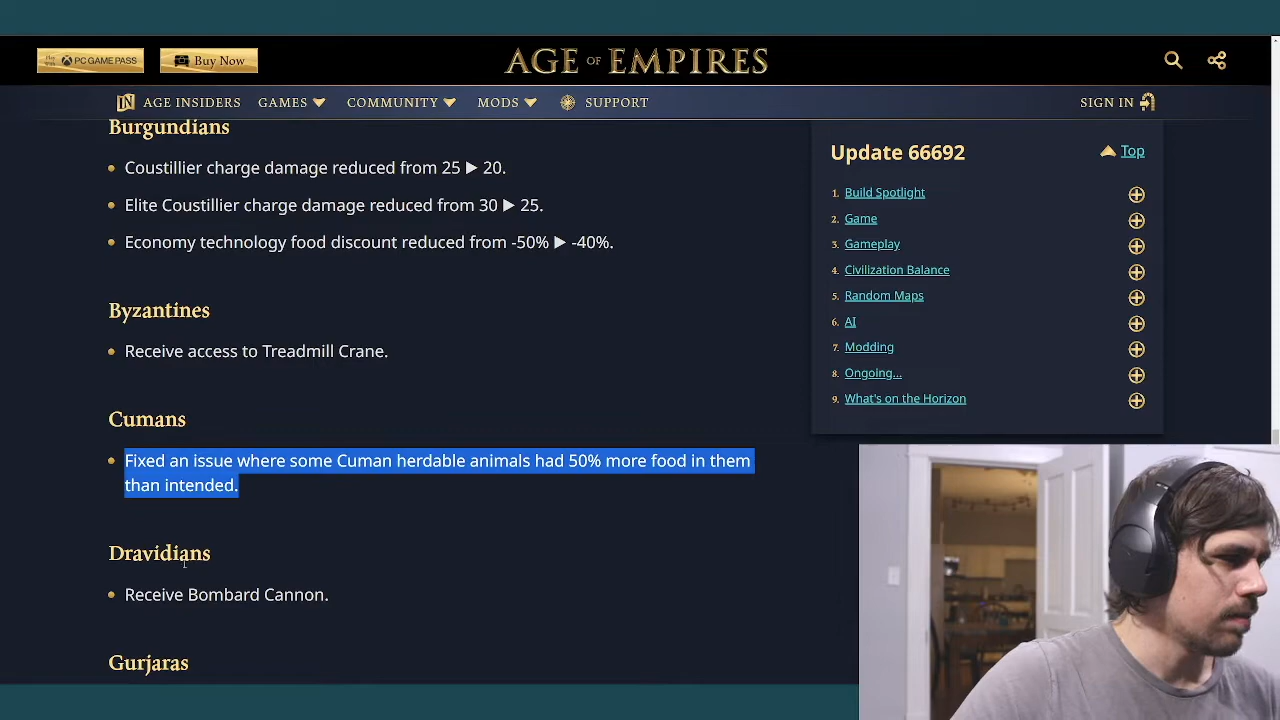 PC GAME PASS
Buy Now
AGE OF EMPIRES
AGE INSIDERS
GAMES
COMMUNITY
MODS
SUPPORT
SIGN IN
Burgundians
Coustillier charge damage reduced from 25 ► 20.
Elite Coustillier charge damage reduced from 30 ► 25.
Economy technology food discount reduced from -50% ► -40%.
Byzantines
Receive access to Treadmill Crane.
Cumans
Fixed an issue where some Cuman herdable animals had 50% more food in them
than intended.
Dravidians
Receive Bombard Cannon.
Gurjaras
Update 66692
Top
1. Build Spotlight
2. Game
3. Gameplay
4. Civilization Balance
5. Random Maps
6. AI
7. Modding
8. Ongoing...
9. What's on the Horizon